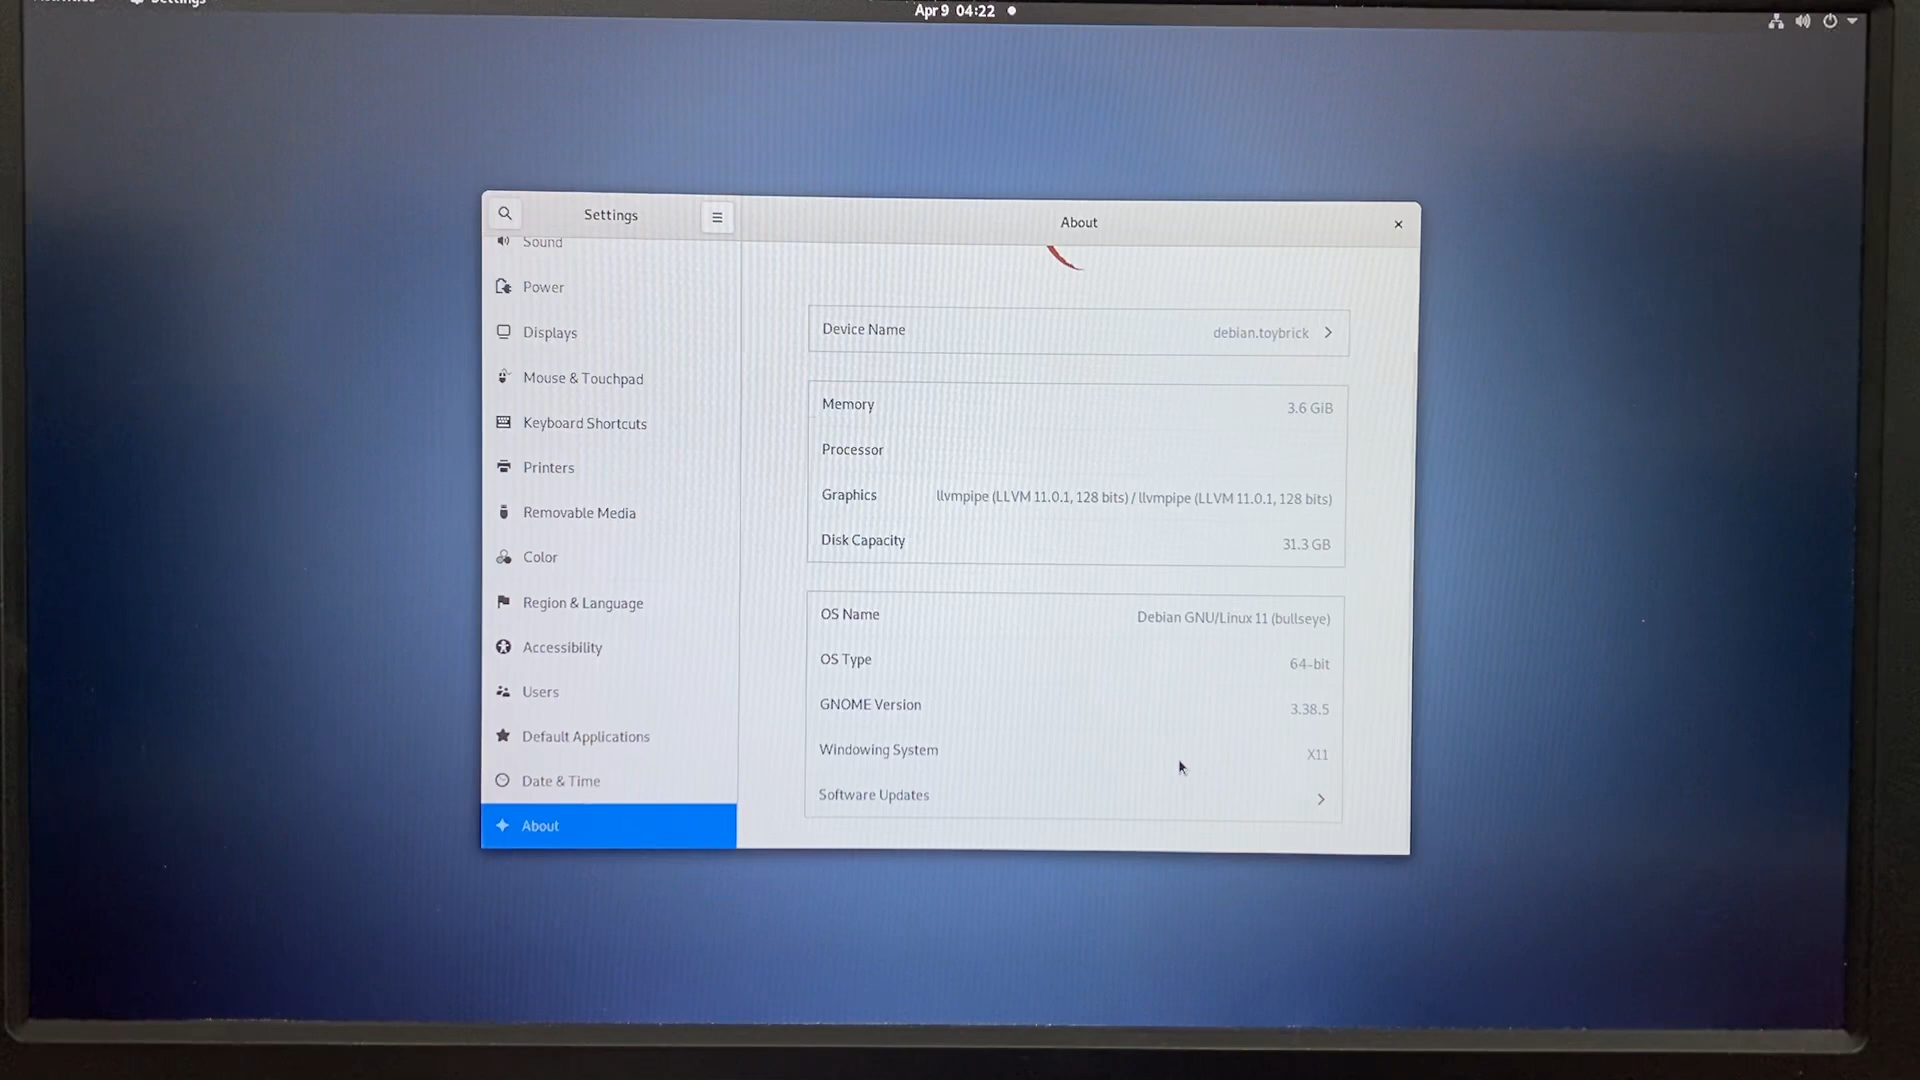 Settings
Apr 9 04:22
Settings
About
Sound
Power
Displays
Mouse & Touchpad
Keyboard Shortcuts
Printers
Removable Media
Color
Region & Language
Accessibility
Users
Default Applications
Date & Time
About
Device Name debian.toybrick
Memory 3.6 GiB
Processor
Graphics llvmpipe (LLVM 11.0.1, 128 bits) / llvmpipe (LLVM 11.0.1, 128 bits)
Disk Capacity 31.3 GB
OS Name Debian GNU/Linux 11 (bullseye)
OS Type 64-bit
GNOME Version 3.38.5
Windowing System X11
Software Updates